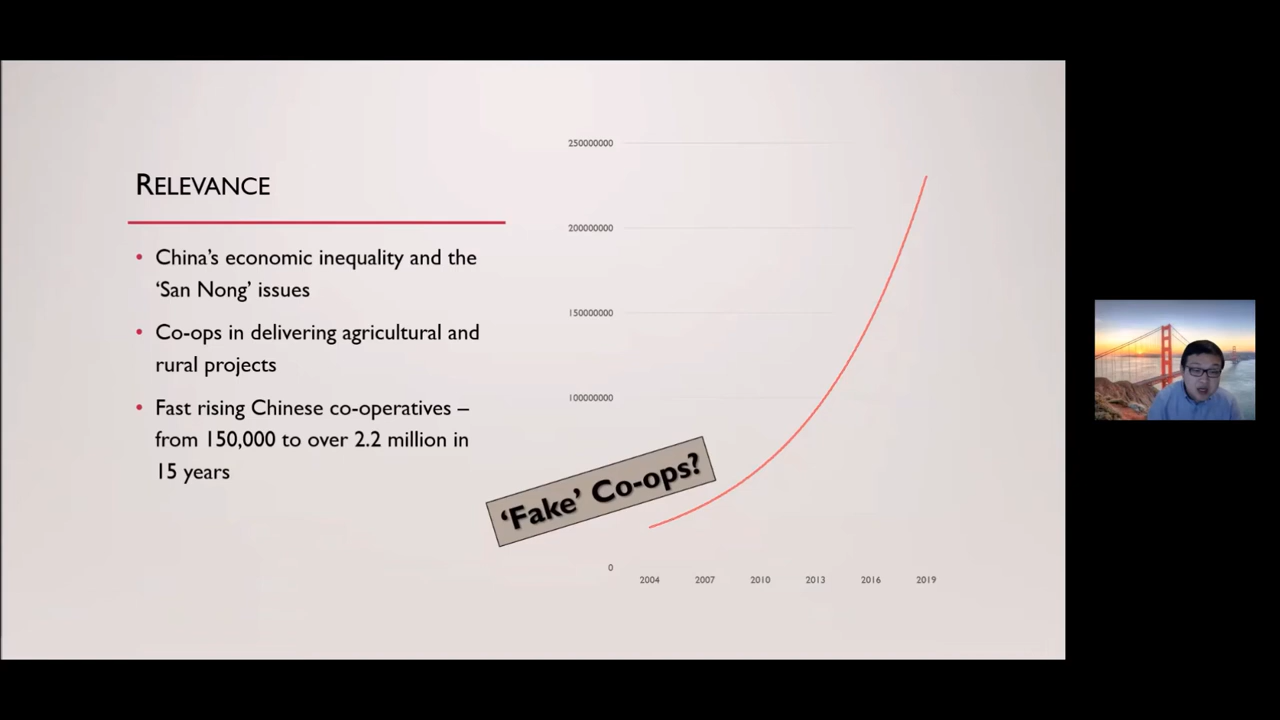 RELEVANCE
• China’s economic inequality and the
‘San Nong’ issues
• Co-ops in delivering agricultural and
rural projects
• Fast rising Chinese co-operatives –
from 150,000 to over 2.2 million in
15 years
250000000
200000000
150000000
100000000
‘Fake’ Co-ops?
0
2004 2007 2010 2013 2016 2019